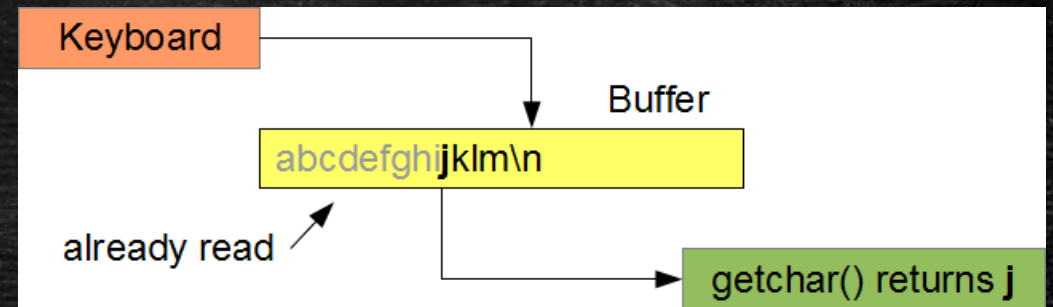 Keyboard
Buffer
abcdefghijklm\n
already read
getchar() returns j